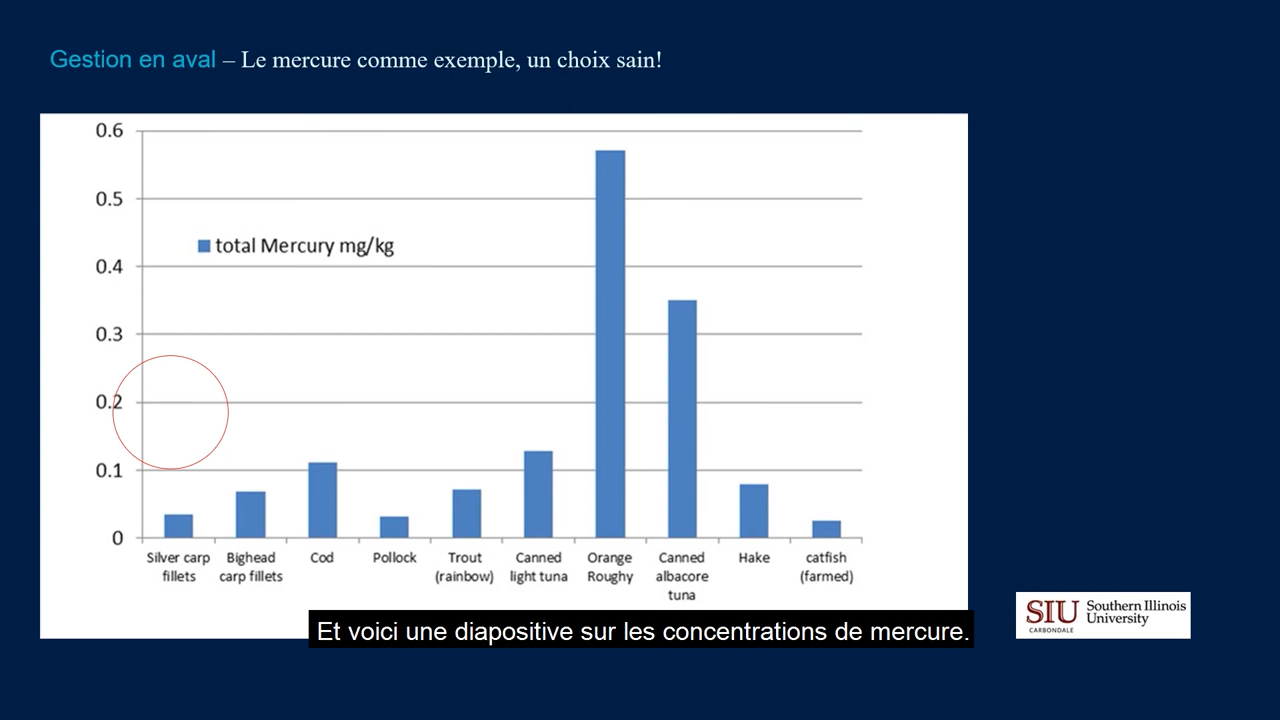 Gestion en aval – Le mercure comme exemple, un choix sain!
0.6
0.5
total Mercury mg/kg
0.4
0.3
0.2
0.1
0
Silver carp
fillets
Bighead
carp fillets
Cod
Pollock
Trout
(rainbow)
Canned
light tuna
Orange
Roughy
Canned
albacore
tuna
Hake
catfish
(farmed)
SIU
CARBONDALE
Southern Illinois
University
Et voici une diapositive sur les concentrations de mercure.